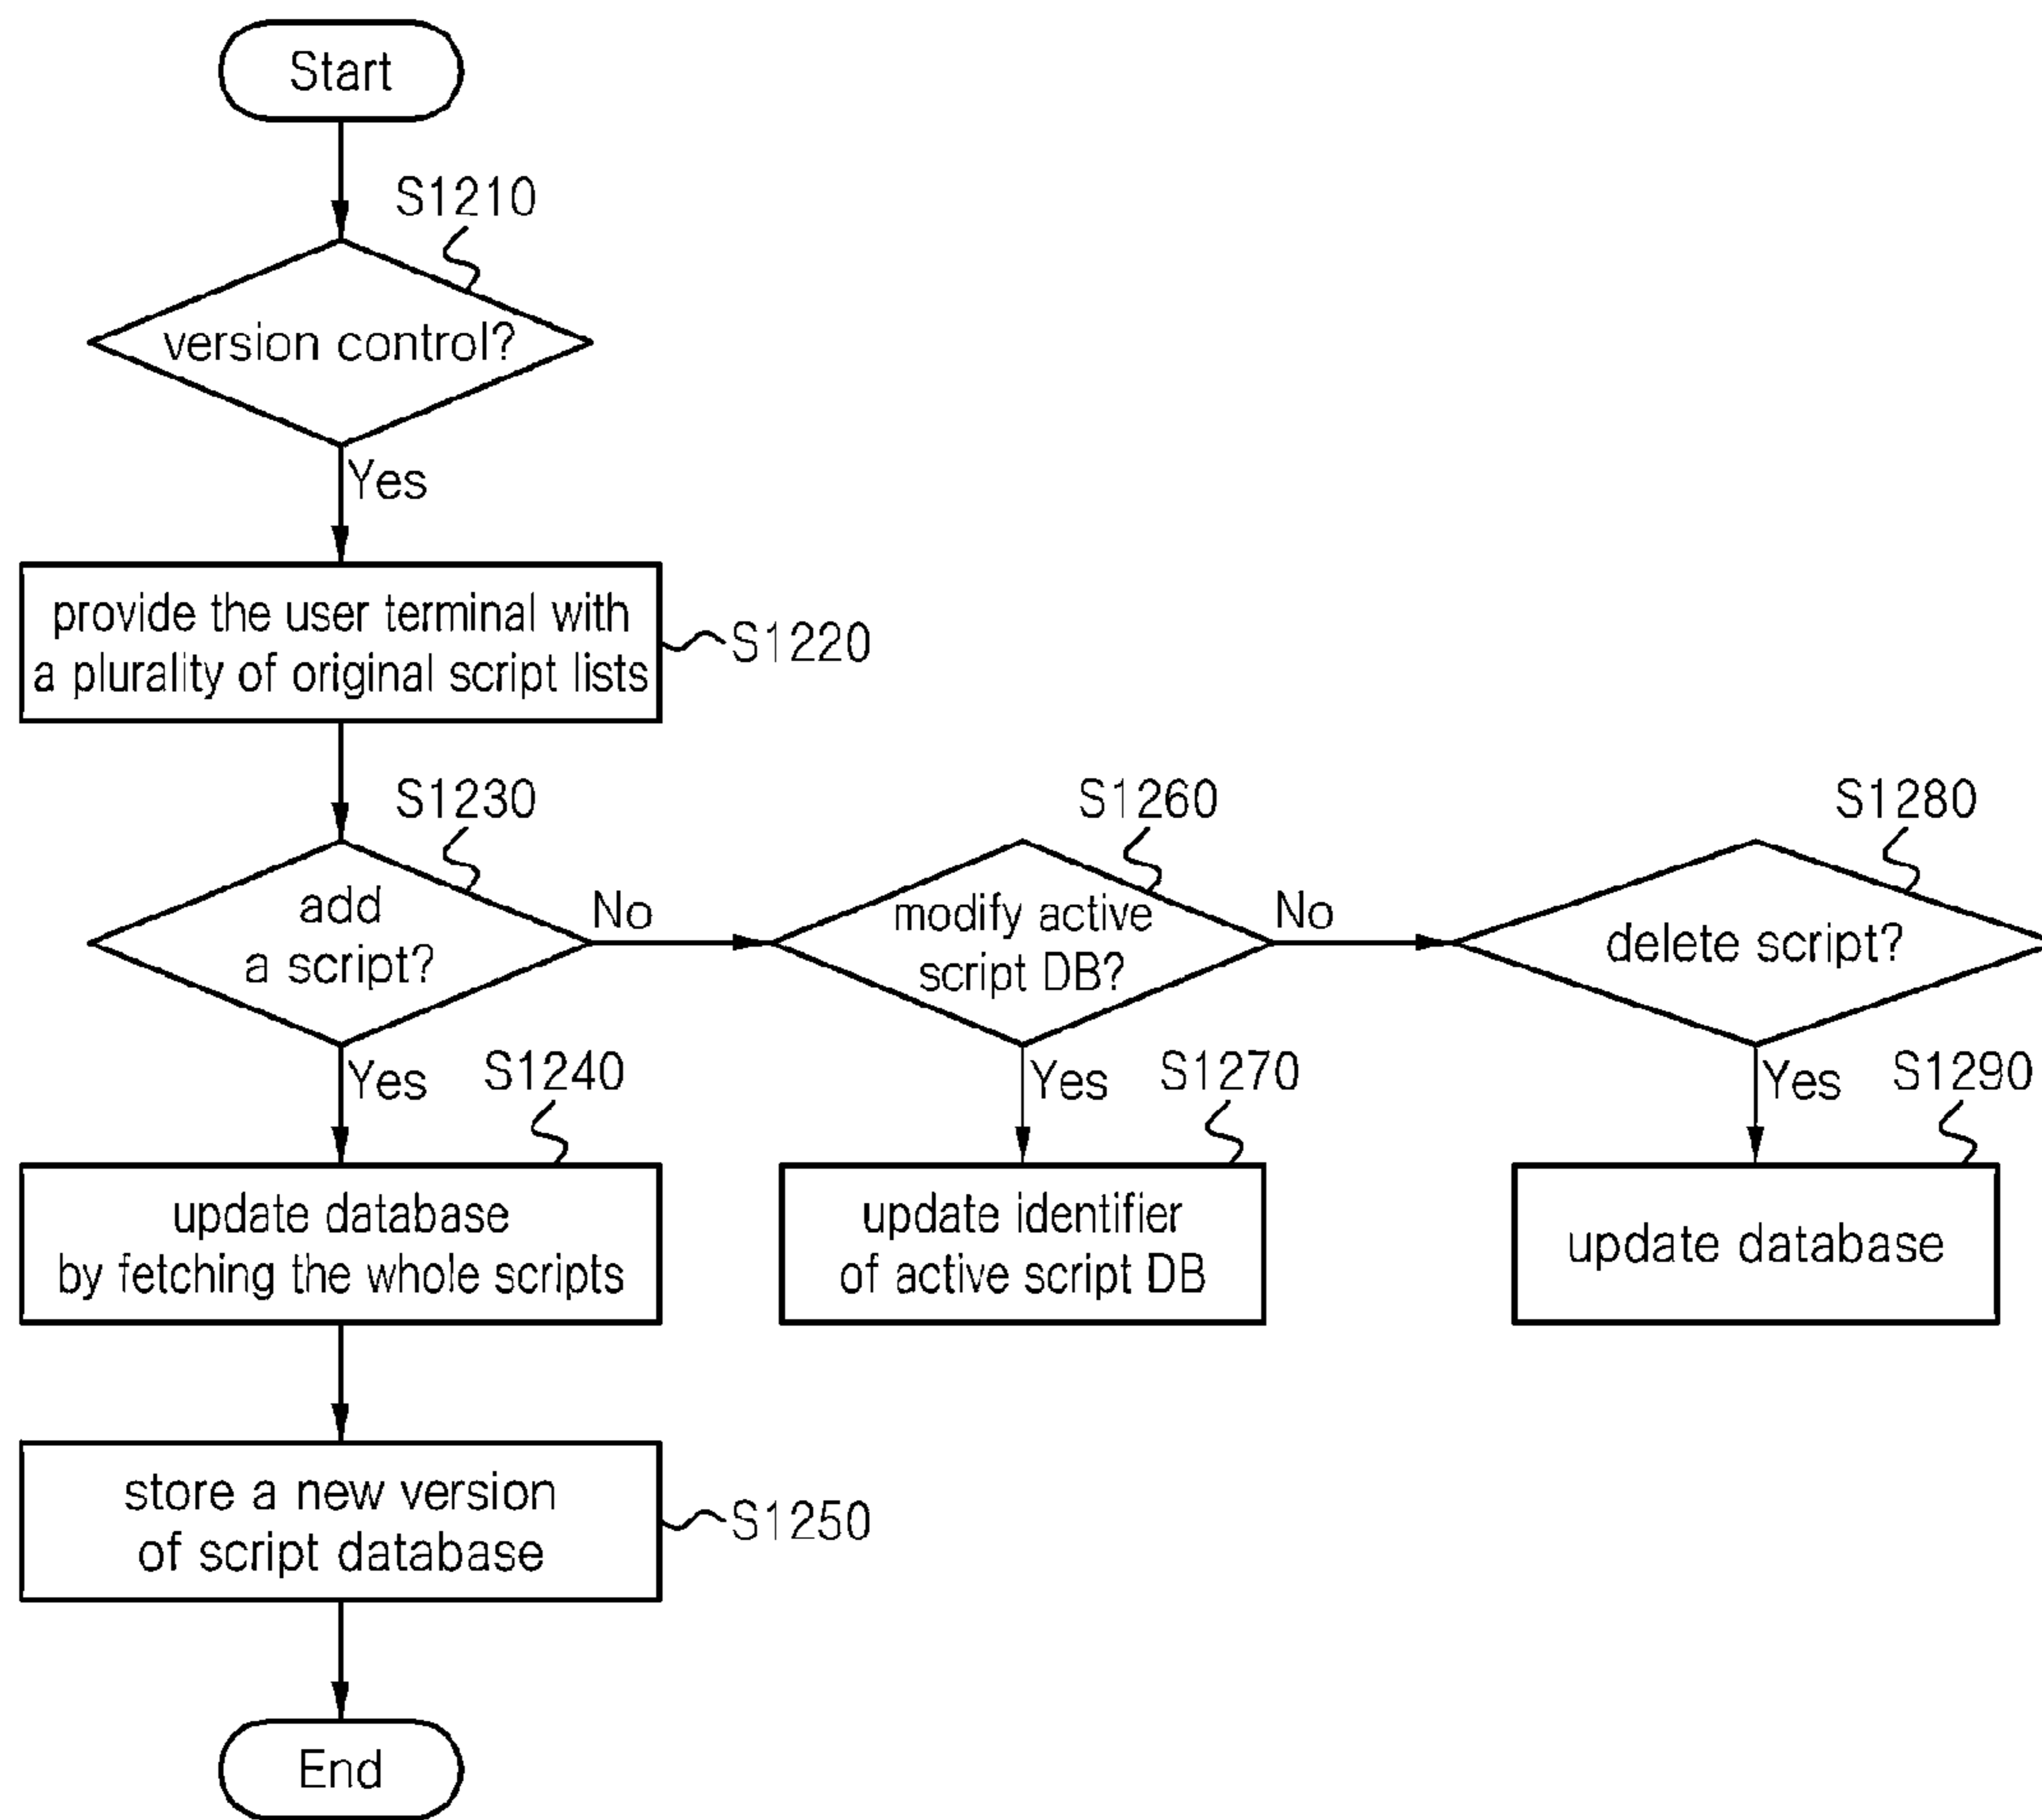 Start
S1210
version control?
Yes
provide the user terminal with
a plurality of original script lists
S1220
S1230
add
a script?
No
S1260
modify active
script DB?
No
S1280
delete script?
Yes
S1240
update database
by fetching the whole scripts
Yes
S1270
update identifier
of active script DB
Yes
S1290
update database
store a new version
of script database
S1250
End